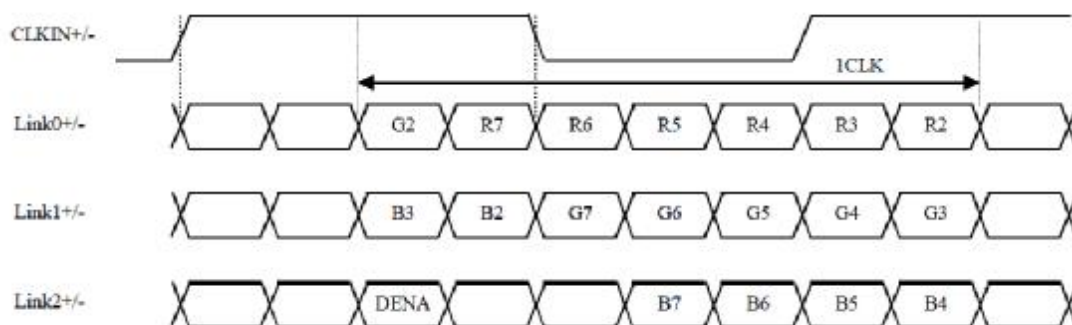 CLKIN+/-
1CLK
Link0+/- G2 R7 R6 R5 R4 R3 R2
Link1+/- B3 B2 G7 G6 G5 G4 G3
Link2+/- DENA B7 B6 B5 B4